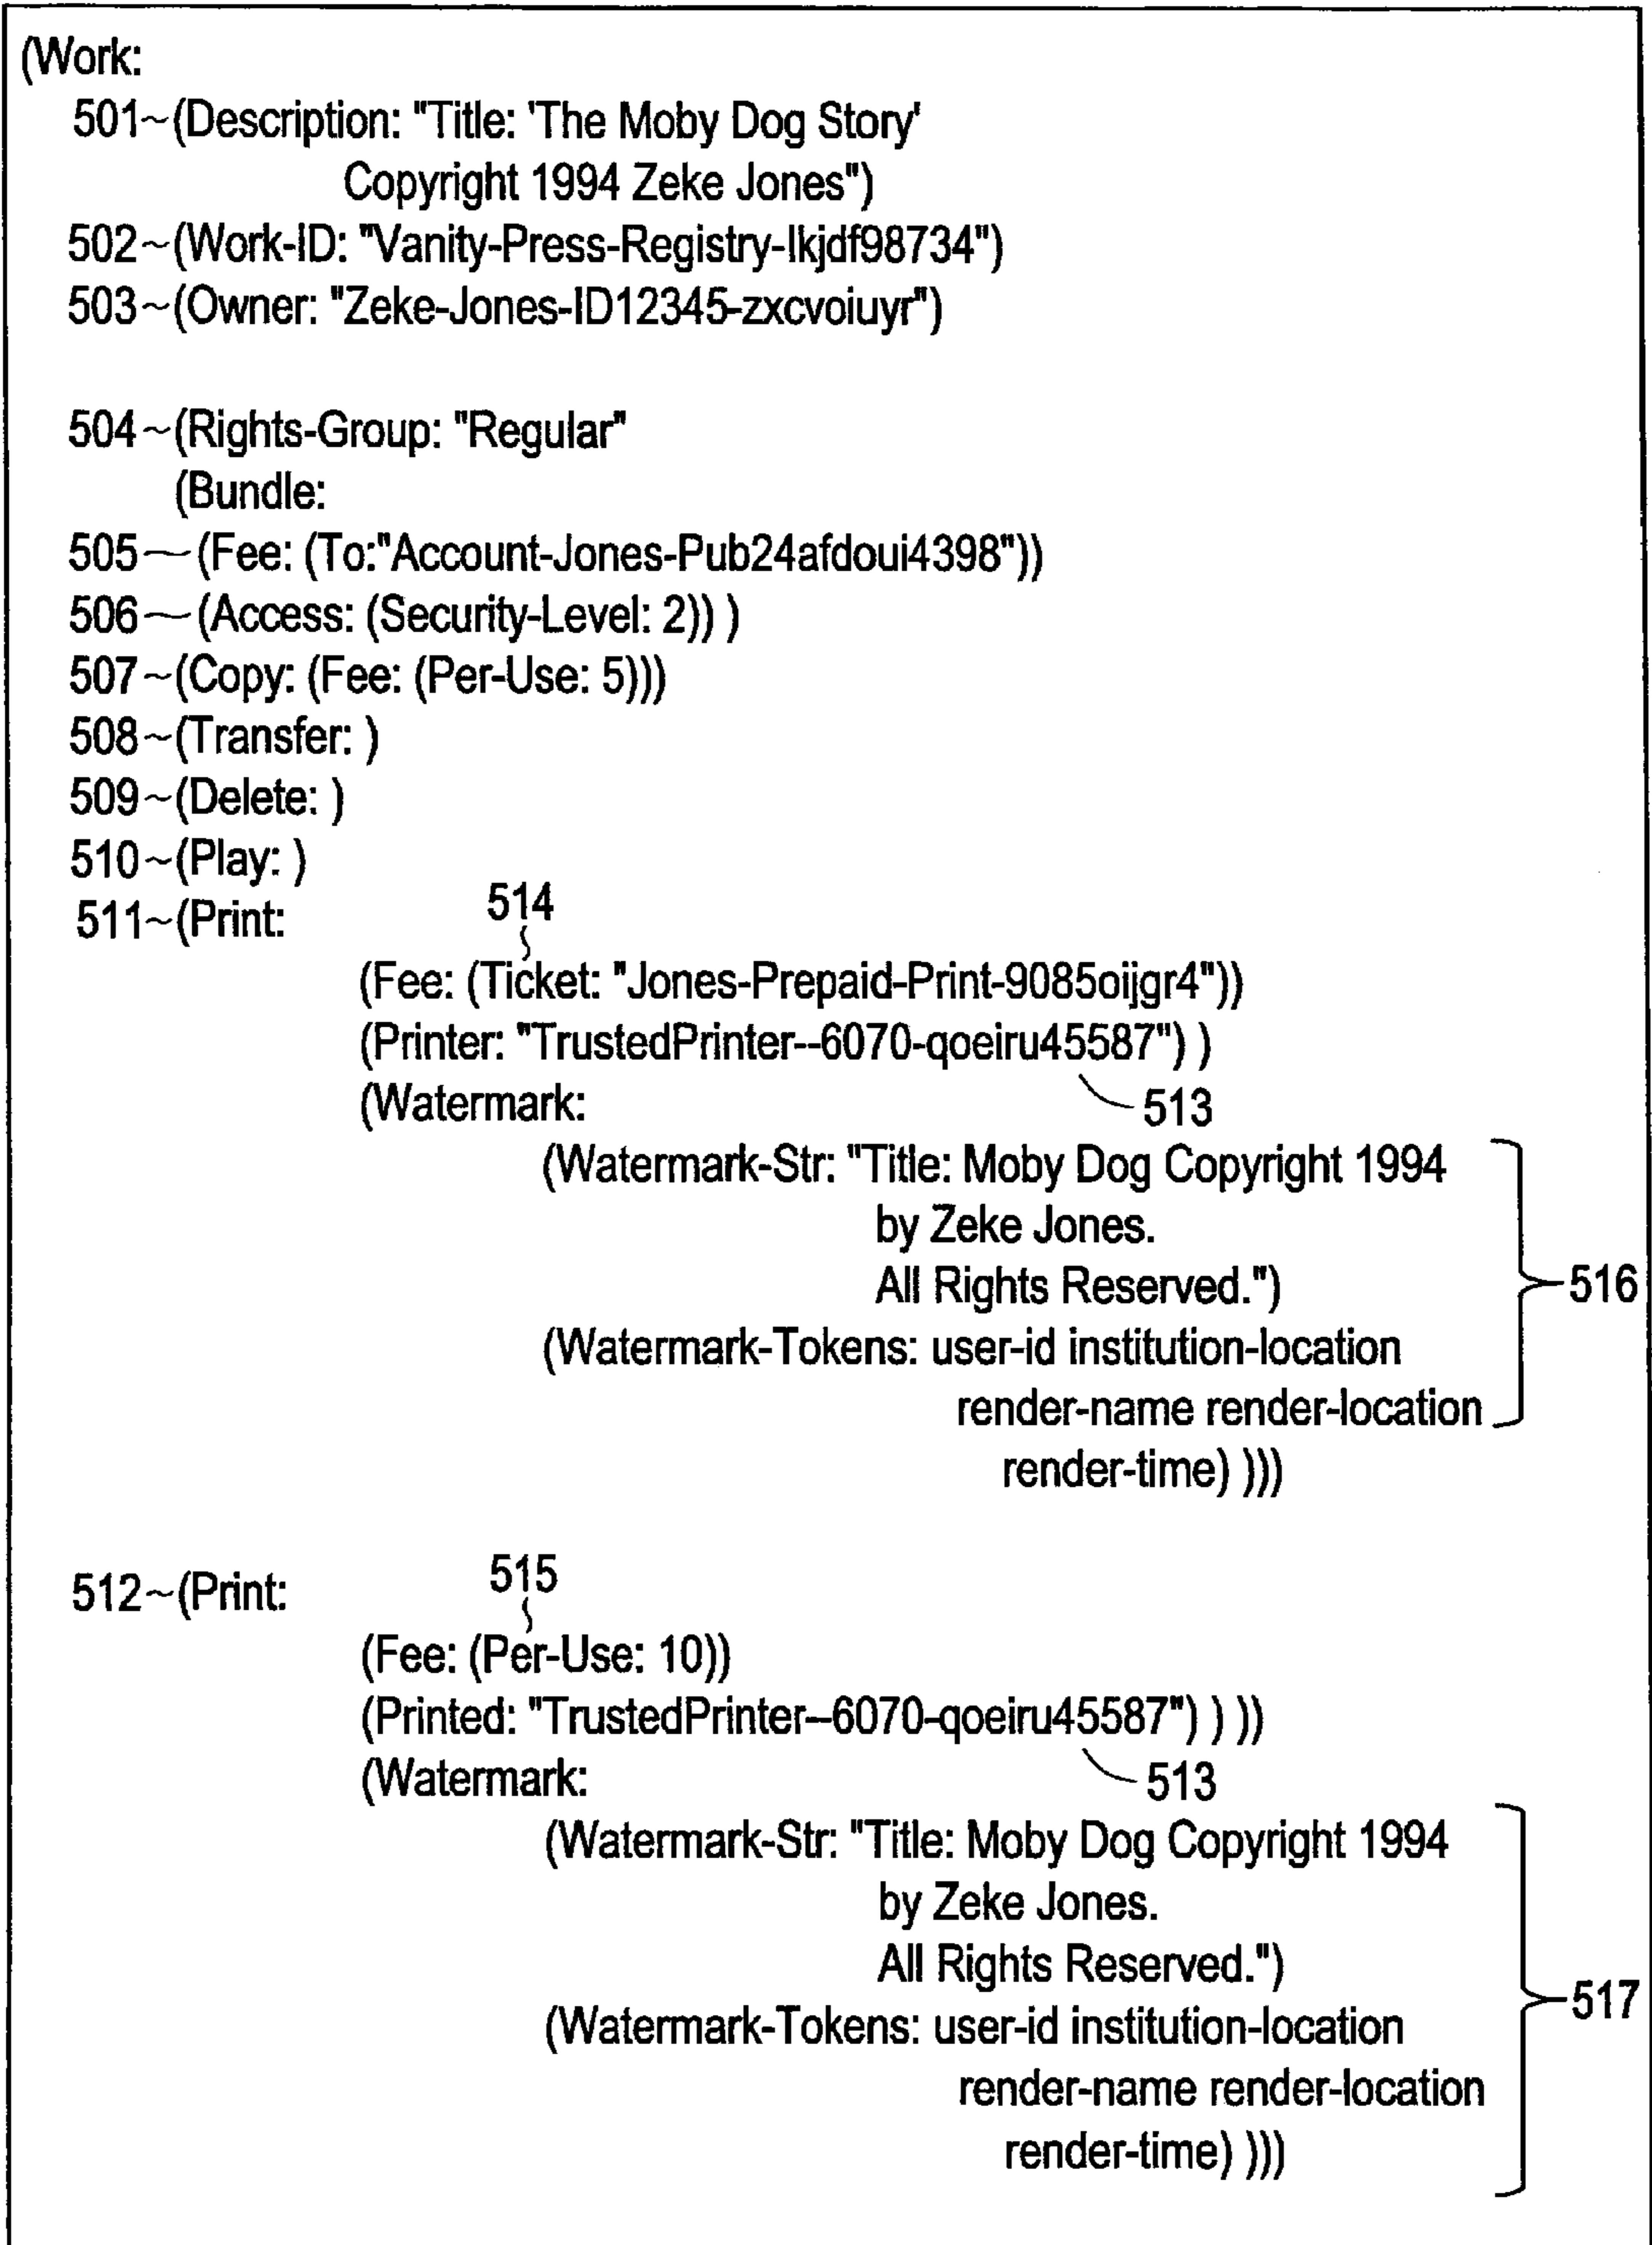 (Work:
501~(Description: "Title: 'The Moby Dog Story'
Copyright 1994 Zeke Jones")
502~(Work-ID: "Vanity-Press-Registry-lkjdf98734")
503~(Owner: "Zeke-Jones-ID12345-zxcvoiuyr")
504~(Rights-Group: "Regular"
(Bundle:
505~(Fee: (To:"Account-Jones-Pub24afdoui4398"))
506~(Access: (Security-Level: 2)) )
507~(Copy: (Fee: (Per-Use: 5)))
508~(Transfer: )
509~(Delete: )
510~(Play: )
511~(Print:
514
(Fee: (Ticket: "Jones-Prepaid-Print-9085oijgr4"))
(Printer: "TrustedPrinter--6070-qoeiru45587") )
(Watermark:
513
(Watermark-Str: "Title: Moby Dog Copyright 1994
by Zeke Jones.
All Rights Reserved.")
516
(Watermark-Tokens: user-id institution-location
render-name render-location
render-time) )))
512~(Print:
515
(Fee: (Per-Use: 10))
(Printed: "TrustedPrinter--6070-qoeiru45587") ) ))
(Watermark:
513
(Watermark-Str: "Title: Moby Dog Copyright 1994
by Zeke Jones.
All Rights Reserved.")
517
(Watermark-Tokens: user-id institution-location
render-name render-location
render-time) )))